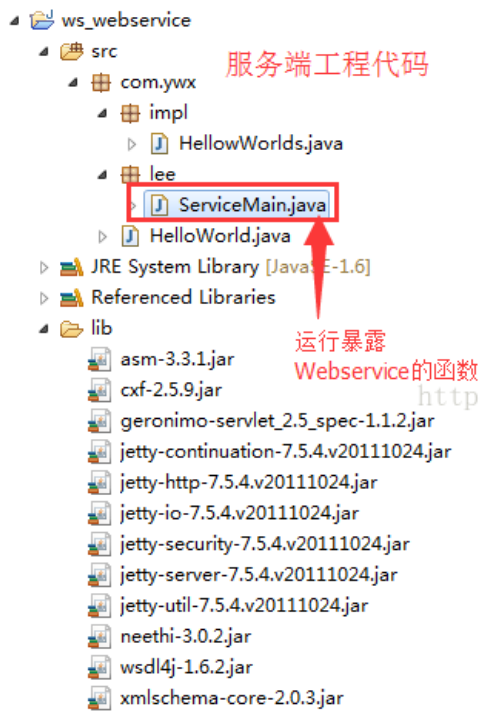 ws_webservice
src
服务端工程代码
com.ywx
impl
HellowWorlds.java
lee
ServiceMain.java
HelloWorld.java
JRE System Library [JavaSE-1.6]
Referenced Libraries
lib
运行暴露
Webservice的函数
http
asm-3.3.1.jar
cxf-2.5.9.jar
geronimo-servlet_2.5_spec-1.1.2.jar
jetty-continuation-7.5.4.v20111024.jar
jetty-http-7.5.4.v20111024.jar
jetty-io-7.5.4.v20111024.jar
jetty-security-7.5.4.v20111024.jar
jetty-server-7.5.4.v20111024.jar
jetty-util-7.5.4.v20111024.jar
neethi-3.0.2.jar
wsdl4j-1.6.2.jar
xmlschema-core-2.0.3.jar